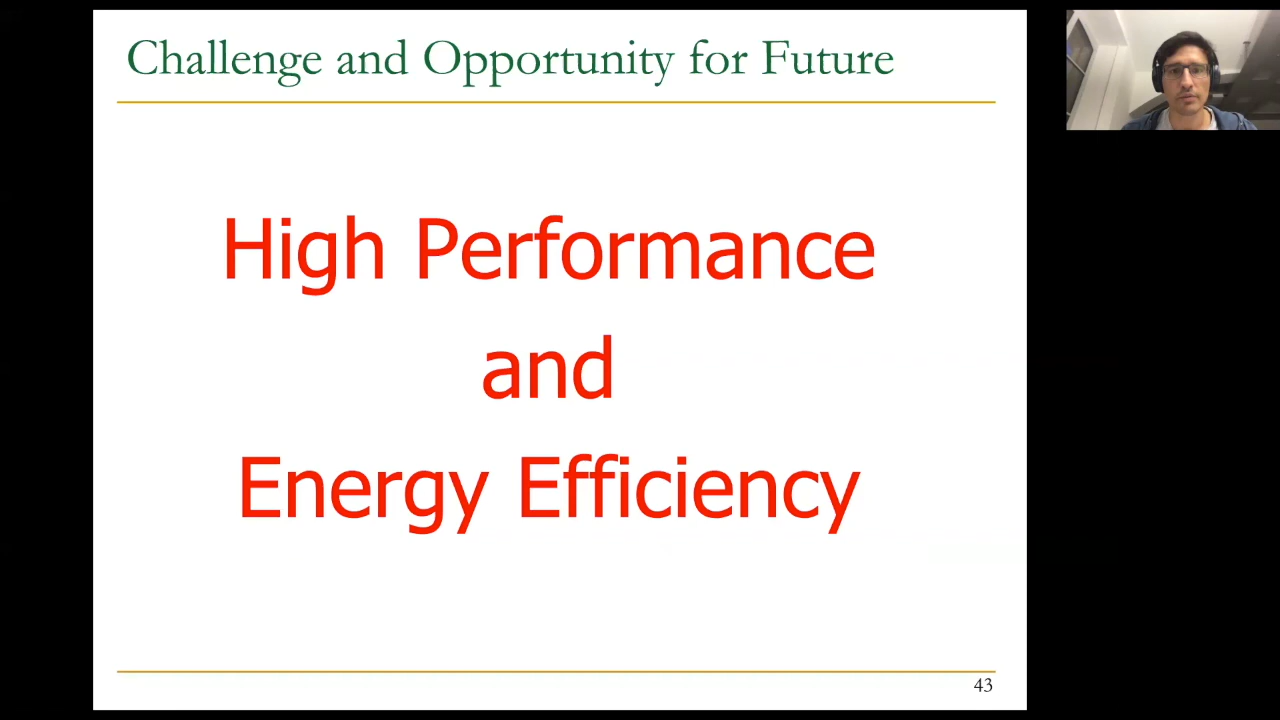 Challenge and Opportunity for Future
High Performance
and
Energy Efficiency
43